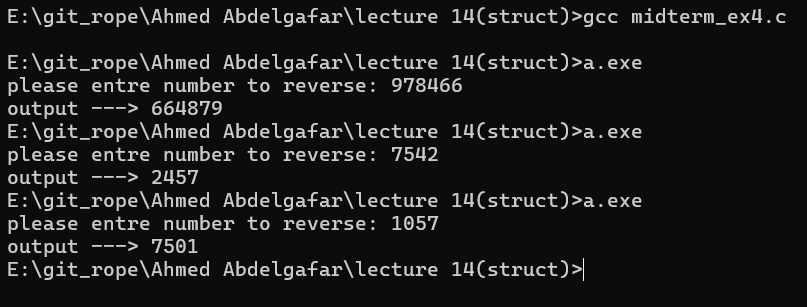 E:\git_rope\Ahmed Abdelgafar\lecture 14(struct)>gcc midterm_ex4.c
E:\git_rope\Ahmed Abdelgafar\lecture 14(struct)>a.exe
please entre number to reverse: 978466
output ---> 664879
E:\git_rope\Ahmed Abdelgafar\lecture 14(struct)>a.exe
please entre number to reverse: 7542
output ---> 2457
E:\git_rope\Ahmed Abdelgafar\lecture 14(struct)>a.exe
please entre number to reverse: 1057
output ---> 7501
E:\git_rope\Ahmed Abdelgafar\lecture 14(struct)>